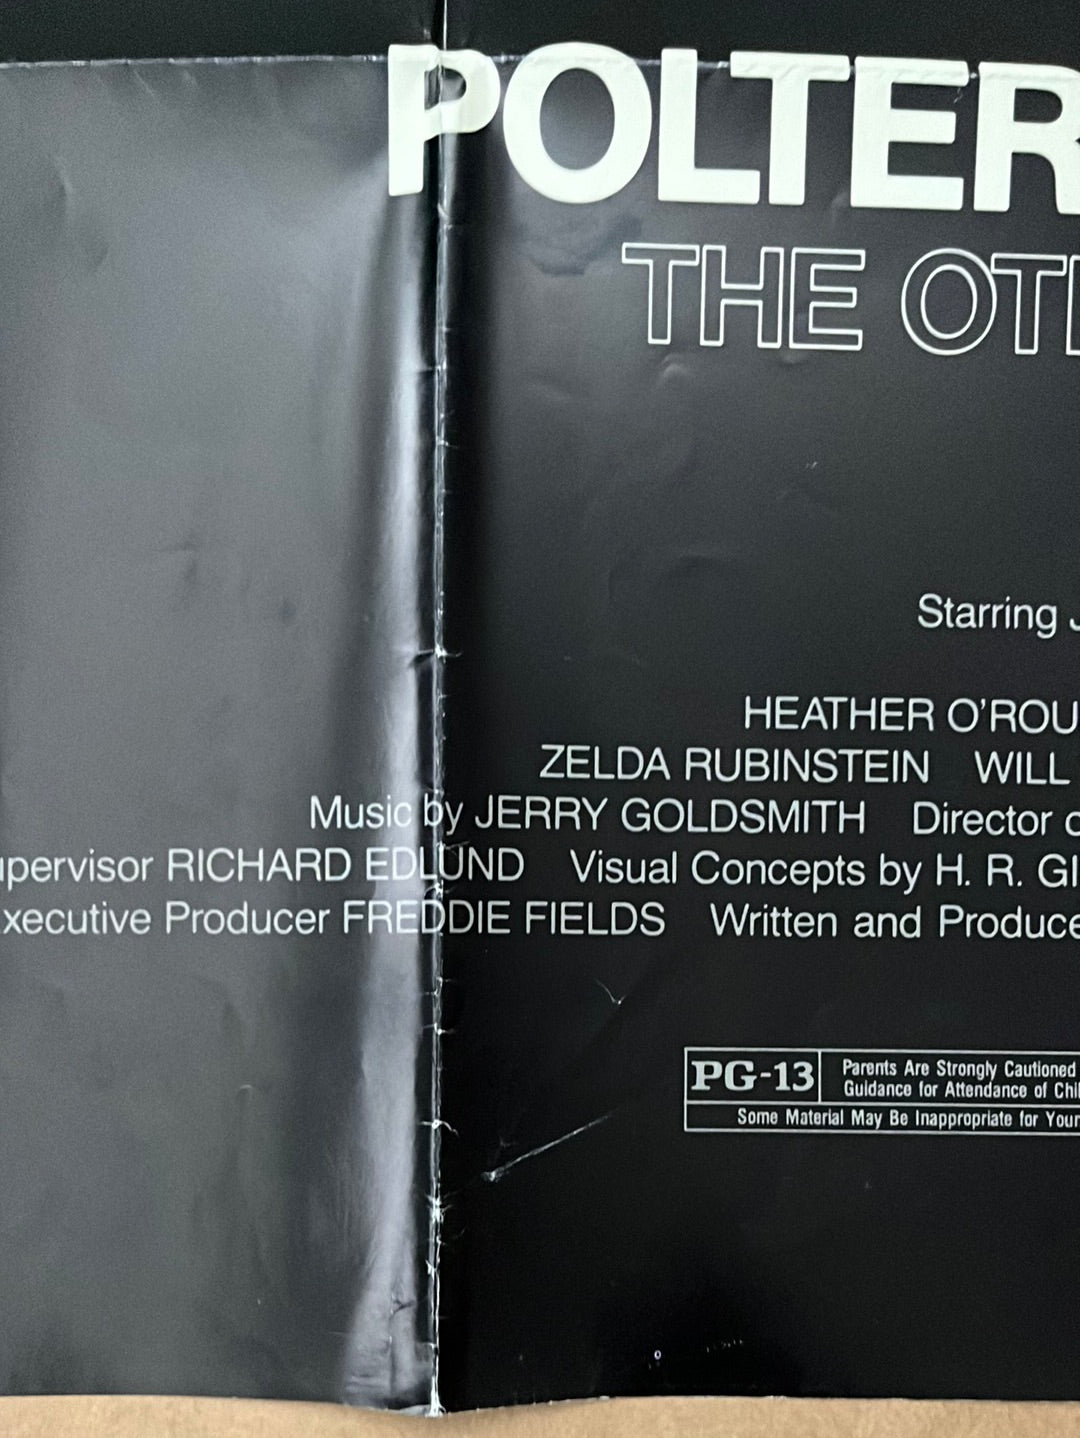 POLTER
THE OT
Starring
HEATHER O'ROU
ZELDA RUBINSTEIN WILL
Music by JERRY GOLDSMITH Director
upervisor RICHARD EDLUND Visual Concepts by H. R. GI
xecutive Producer FREDDIE FIELDS Written and Produce
PG-13 Parents Are Strongly Cautioned
Guidance for Attendance of Chil
Some Material May Be Inappropriate for Your